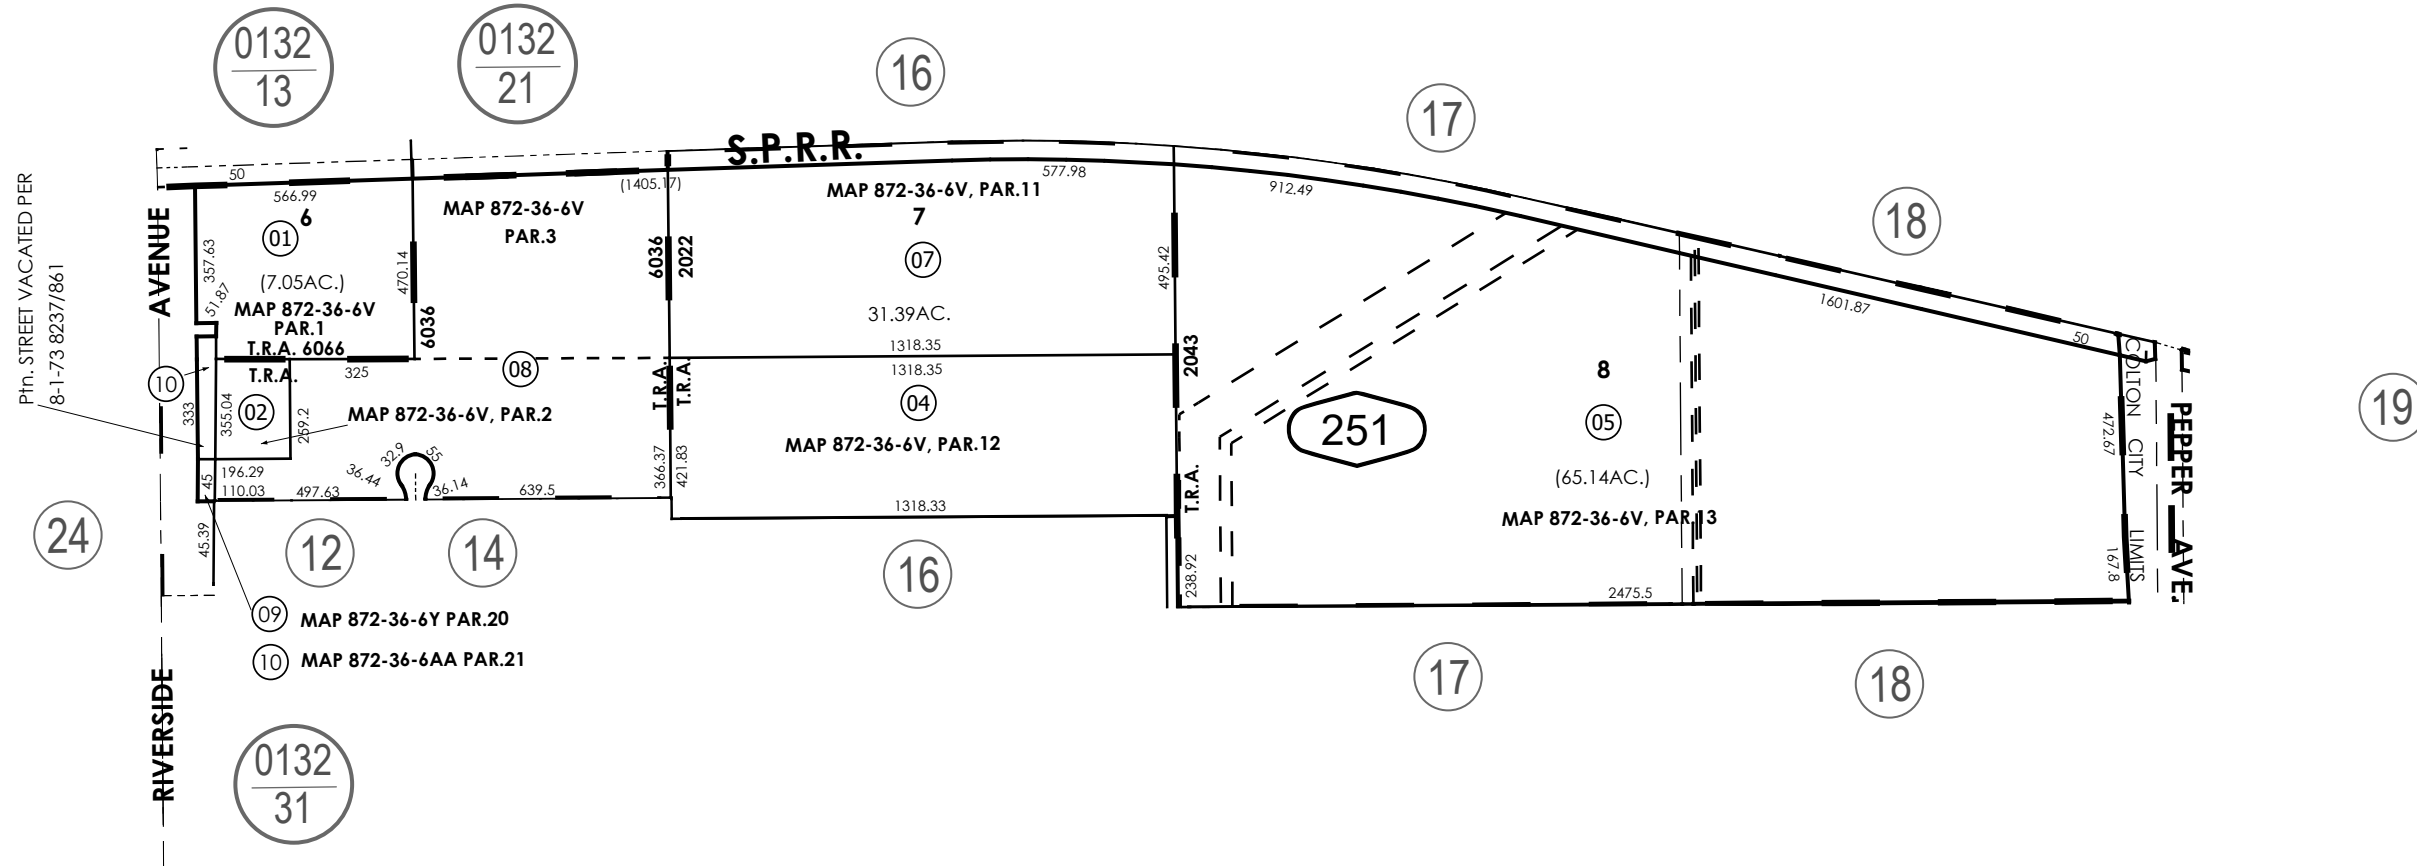 0132
13
0132
21
16
17
18
19
24
S.P.R.R.
Ptn. STREET VACATED PER
8-1-73 8237/861
AVENUE
RIVERSIDE
50
566.99
(1405.17)
577.98
912.49
1601.87
50
6
01
(7.05AC.)
MAP 872-36-6V
PAR.1
T.R.A. 6066
357.63
51.87
470.14
6036
MAP 872-36-6V
PAR.3
6036
2022
MAP 872-36-6V, PAR.11
7
07
31.39AC.
1318.35
495.42
2043
10
T.R.A.
325
08
02
333
355.04
259.2
MAP 872-36-6V, PAR.2
T.R.A.
T.R.A.
1318.35
04
MAP 872-36-6V, PAR.12
1318.33
366.37
421.83
45
196.29
110.03
497.63
36.44
32.9
55
36.14
639.5
45.39
T.R.A.
238.92
251
8
05
(65.14AC.)
MAP 872-36-6V, PAR.13
2475.5
COLTON CITY LIMITS
472.67
167.8
PEPPER AVE.
12
14
16
17
18
09
MAP 872-36-6Y PAR.20
10
MAP 872-36-6AA PAR.21
0132
31